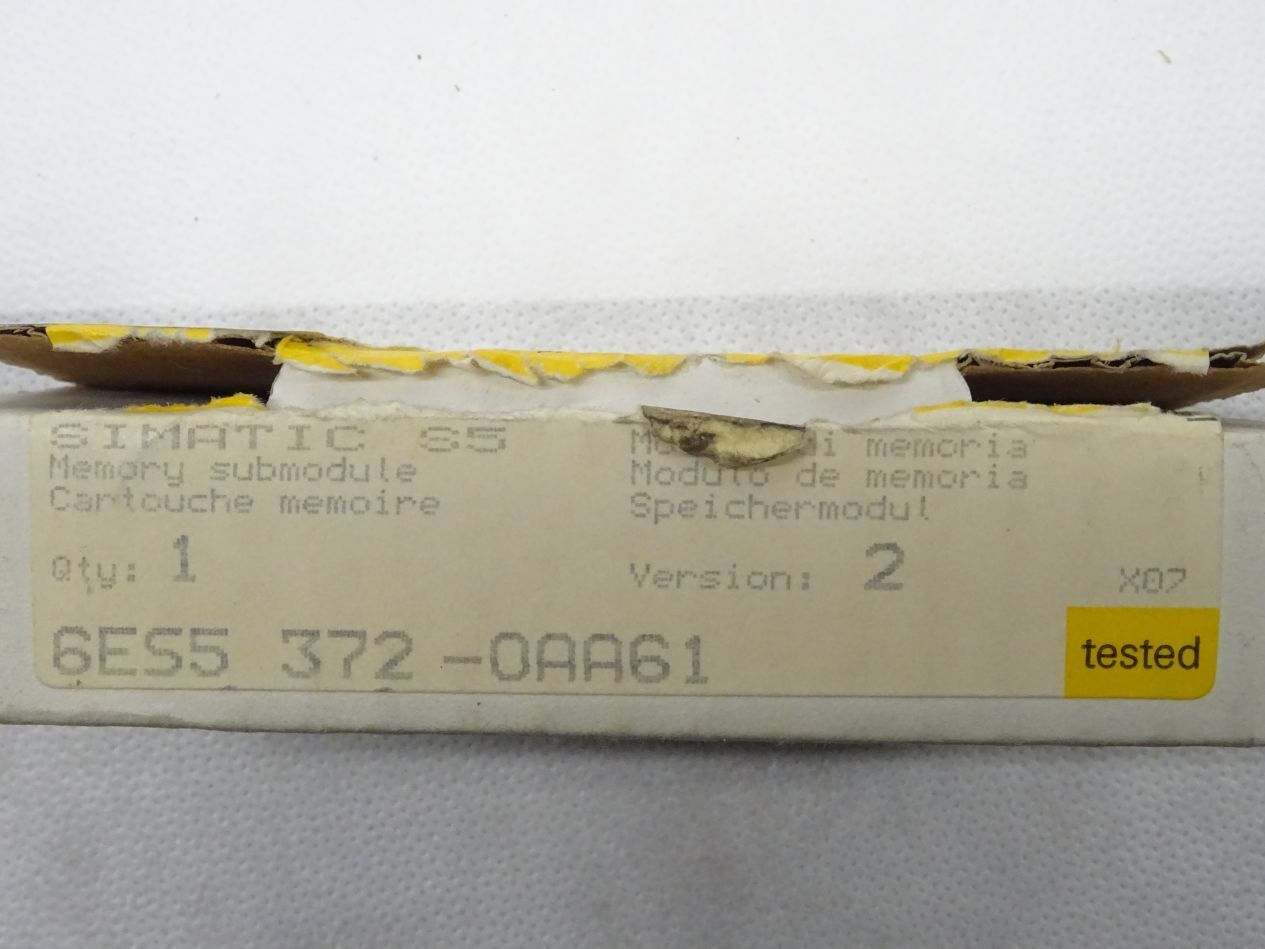 SIMATIC S5
Memory submodule
Cartouche memoire
memoria
Modulo de memoria
Speichermodul
Qty: 1
Version: 2
X07
6ES5 372-0AA61
tested